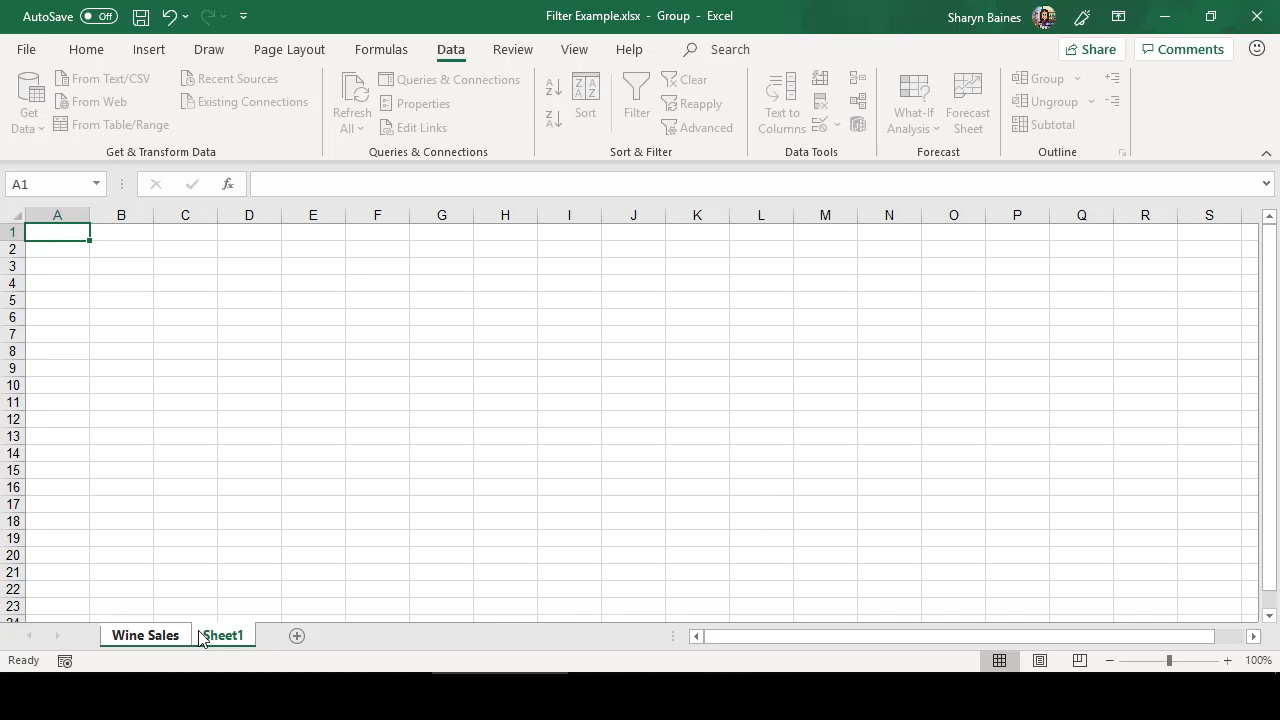 AutoSave Off
Filter Example.xlsx - Group - Excel
Sharyn Baines
File Home Insert Draw Page Layout Formulas Data Review View Help Search
Share Comments
Get Data
From Text/CSV
From Web
From Table/Range
Recent Sources
Existing Connections
Get & Transform Data
Refresh All
Queries & Connections
Properties
Edit Links
Queries & Connections
Sort
Filter
Clear
Reapply
Advanced
Sort & Filter
Text to Columns
Data Tools
What-If Analysis
Forecast Sheet
Forecast
Group
Ungroup
Subtotal
Outline
A1
fx
A B C D E F G H I J K L M N O P Q R S
1
2
3
4
5
6
7
8
9
10
11
12
13
14
15
16
17
18
19
20
21
22
23
Wine Sales Sheet1
Ready
100%